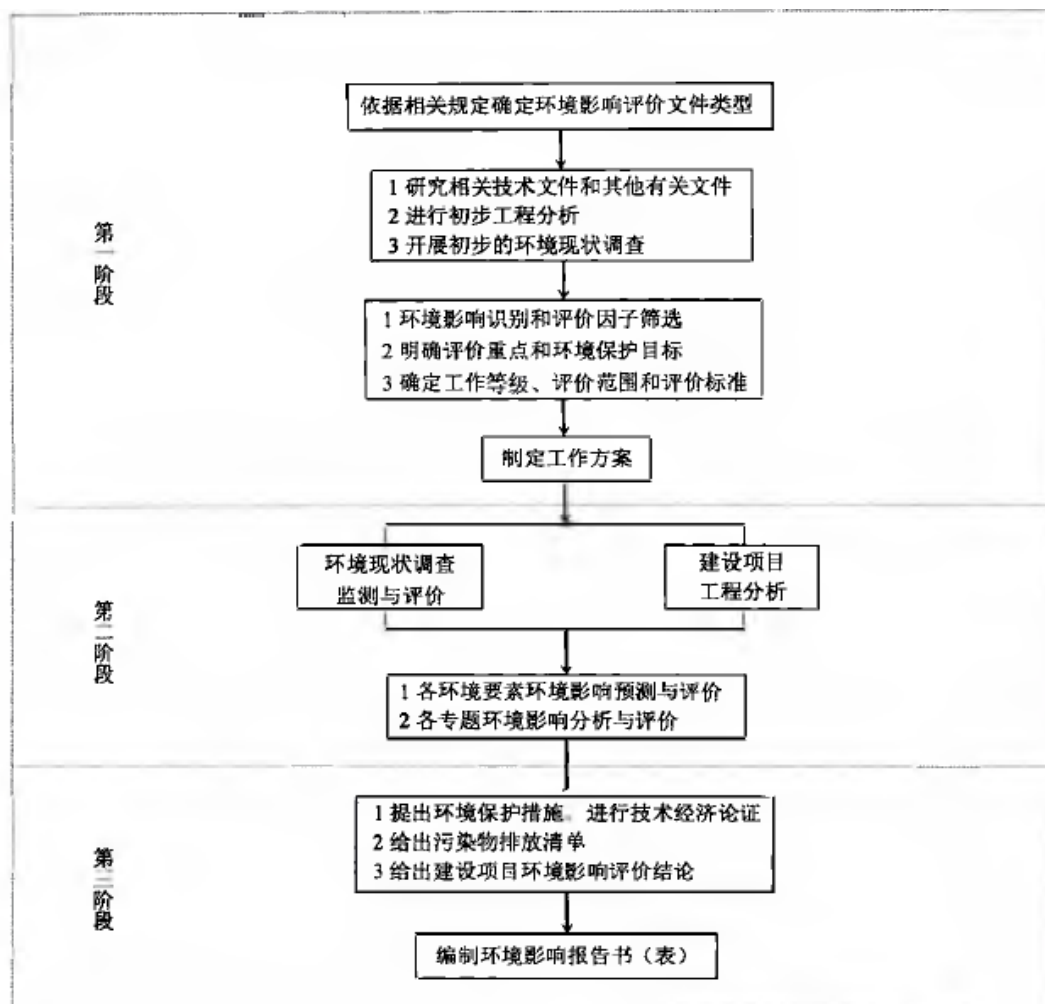 依据相关规定确定环境影响评价文件类型
1 研究相关技术文件和其他有关文件
2 进行初步工程分析
3 开展初步的环境现状调查
第一阶段
1 环境影响识别和评价因子筛选
2 明确评价重点和环境保护目标
3 确定工作等级、评价范围和评价标准
制定工作方案
环境现状调查
监测与评价
建设项目
工程分析
第二阶段
1 各环境要素环境影响预测与评价
2 各专题环境影响分析与评价
1 提出环境保护措施，进行技术经济论证
2 给出污染物排放清单
3 给出建设项目环境影响评价结论
第三阶段
编制环境影响报告书（表）